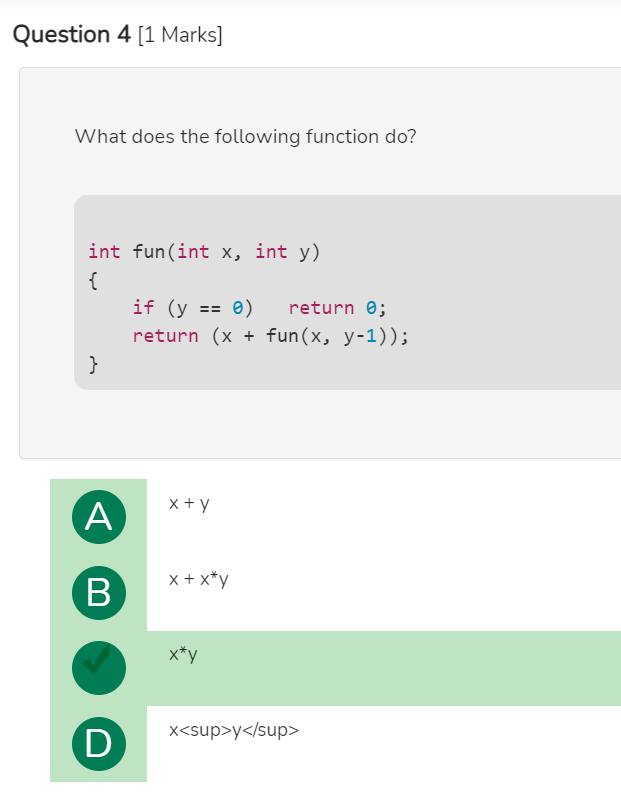 Question 4 [1 Marks]
What does the following function do?
int fun(int x, int y)
{
    if (y == 0)   return 0;
    return (x + fun(x, y-1));
}
A
x + y
B
x + x*y
x*y
D
x<sup>y</sup>